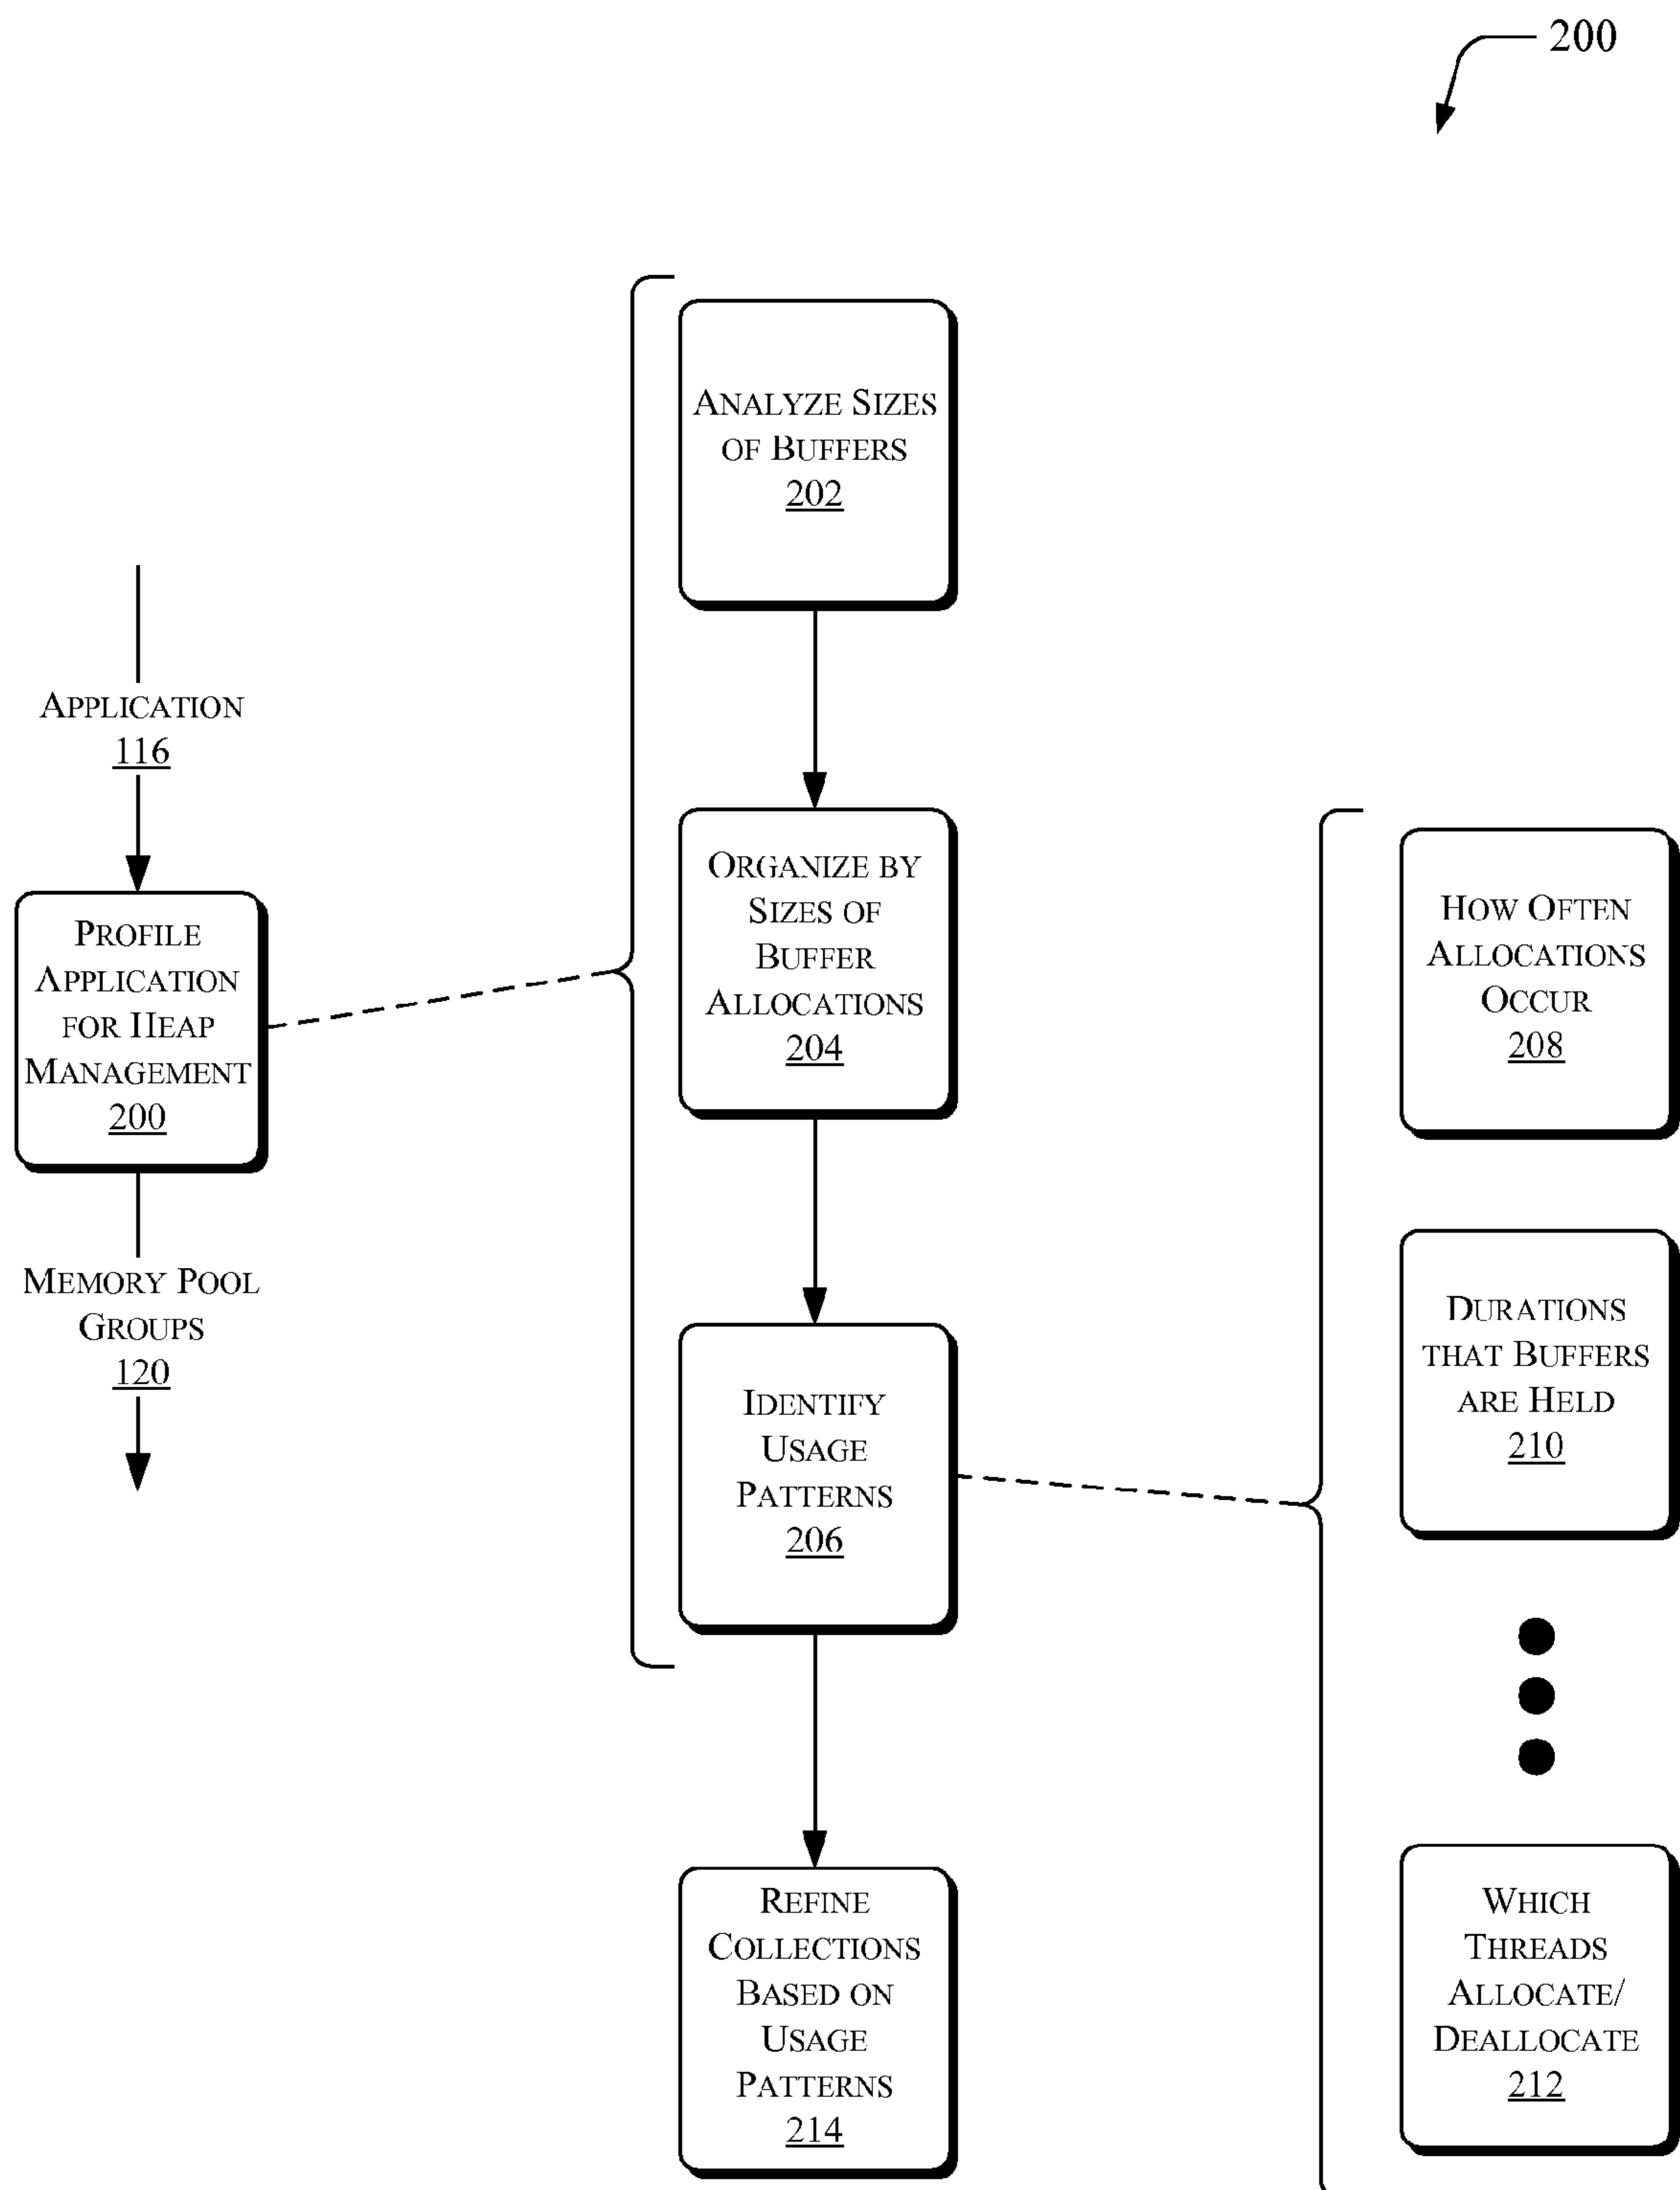 200
APPLICATION
116
PROFILE
APPLICATION
FOR HEAP
MANAGEMENT
200
MEMORY POOL
GROUPS
120
ANALYZE SIZES
OF BUFFERS
202
ORGANIZE BY
SIZES OF
BUFFER
ALLOCATIONS
204
IDENTIFY
USAGE
PATTERNS
206
REFINE
COLLECTIONS
BASED ON
USAGE
PATTERNS
214
HOW OFTEN
ALLOCATIONS
OCCUR
208
DURATIONS
THAT BUFFERS
ARE HELD
210
WHICH
THREADS
ALLOCATE/
DEALLOCATE
212